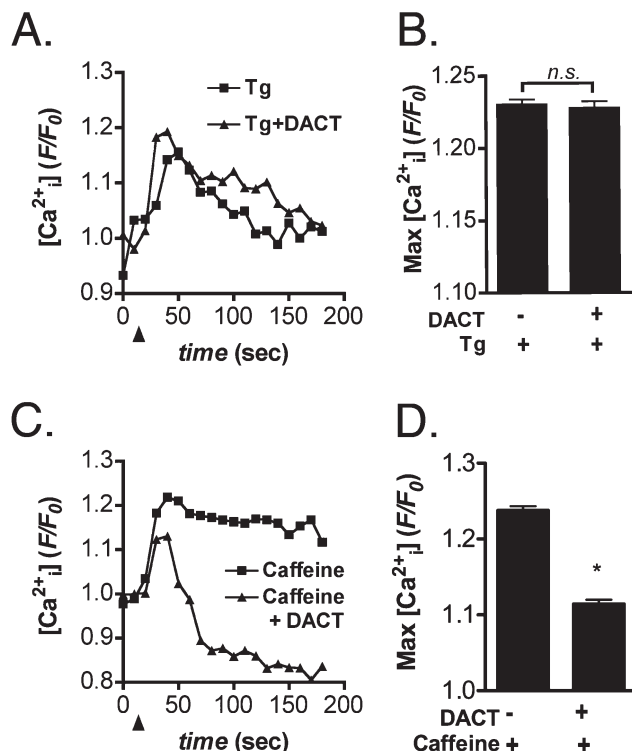 A.
[Ca²⁺i] (F/F0)
1.3
1.2
1.1
1.0
0.9
Tg
Tg+DACT
0 50 100 150 200
time (sec)
B.
Max [Ca²⁺i] (F/F0)
1.25
1.20
1.15
1.10
n.s.
DACT - +
Tg + +
C.
[Ca²⁺i] (F/F0)
1.3
1.2
1.1
1.0
0.9
0.8
Caffeine
Caffeine
+ DACT
0 50 100 150 200
time (sec)
D.
Max [Ca²⁺i] (F/F0)
1.3
1.2
1.1
1.0
*
DACT - +
Caffeine + +